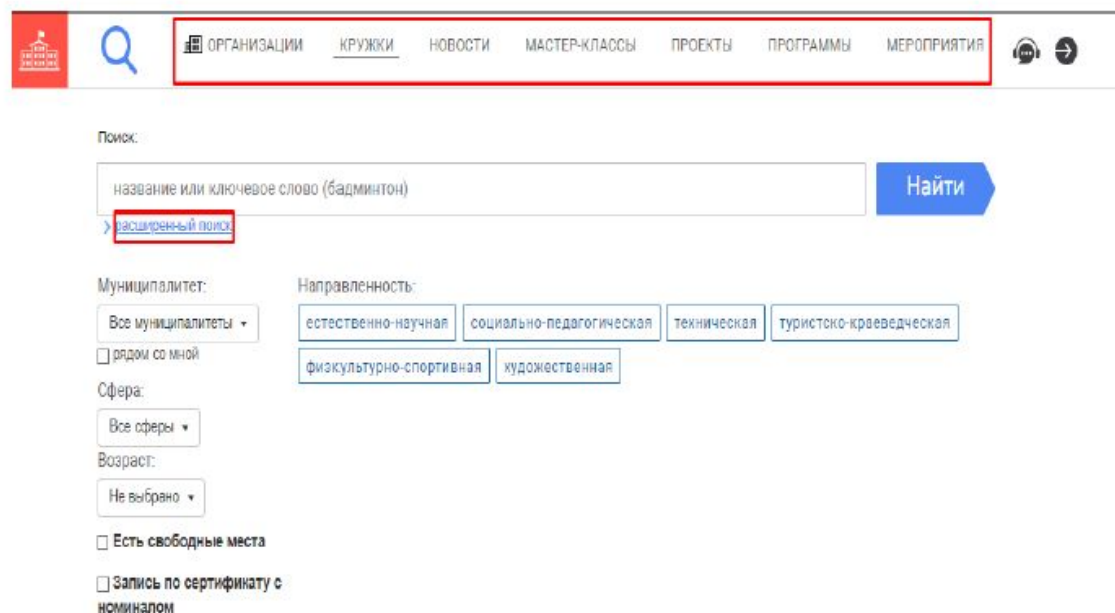 ОРГАНИЗАЦИИ КРУЖКИ НОВОСТИ МАСТЕР-КЛАССЫ ПРОЕКТЫ ПРОГРАММЫ МЕРОПРИЯТИЯ
Поиск:
название или ключевое слово (бадминтон)
Найти
расширенный поиск
Муниципалитет:
Направленность:
Все муниципалитеты
естественно-научная социально-педагогическая техническая туристско-краеведческая
рядом со мной
физкультурно-спортивная художественная
Сфера:
Все сферы
Возраст:
Не выбрано
Есть свободные места
Запись по сертификату с
номиналом